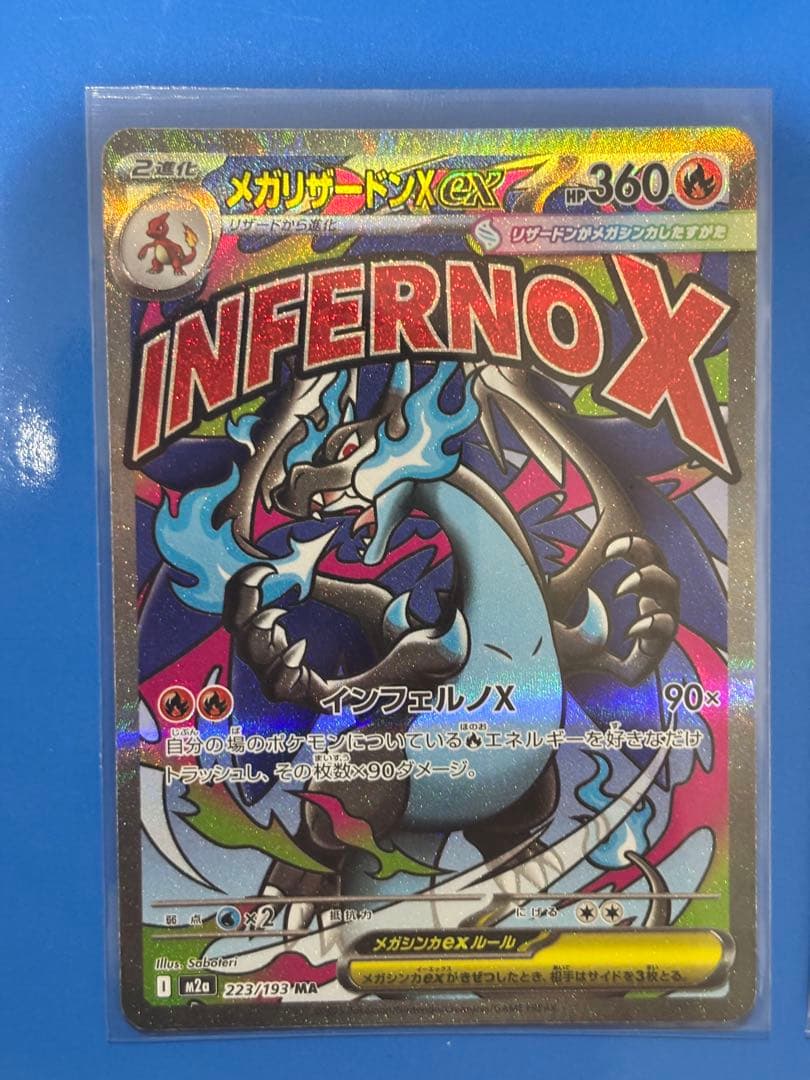 2進化
メガリザードンXex
HP360
リザードから進化
リザードンがメガシンカしたすがた
INFERNO X
インフェルノX 90×
自分の場のポケモンについているエネルギーを好きなだけ
トラッシュし、その枚数×90ダメージ。
弱点 ×2 抵抗力 にげる
メガシンカexルール
メガシンカexがきぜつしたとき、相手はサイドを3枚とる。
Illus. Saboteri
I m2a 223/193 MA